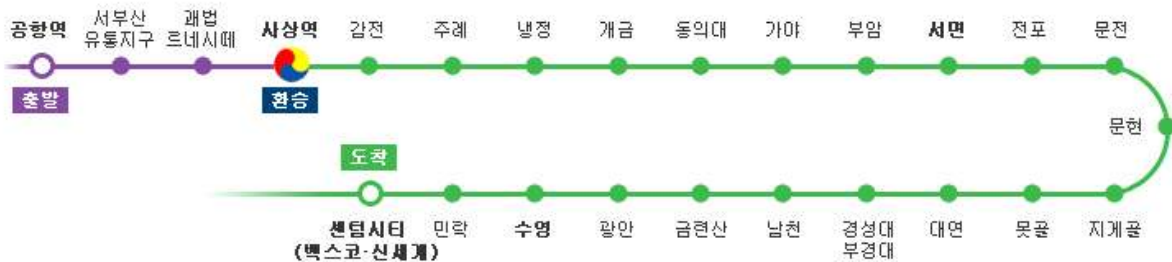 공항역
서부산
유통지구
괘법
르네시떼
사상역
감전
주례
냉정
개금
동의대
가야
부암
서면
전포
문전
출발
환승
문현
도착
센텀시티
(벡스코·신세계)
민락
수영
광안
금련산
남천
경성대
부경대
대연
못골
지게골